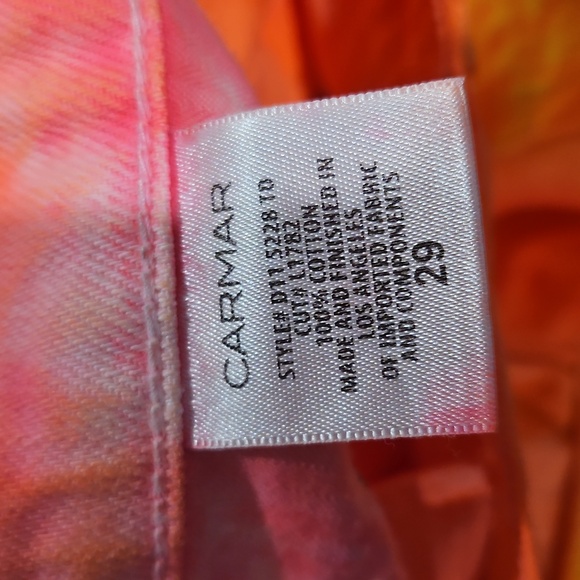 CARMAR
STYLE# D11 5228 TO
CUT# L1782
100% COTTON
MADE AND FINISHED IN
LOS ANGELES
OF IMPORTED FABRIC
AND COMPONENTS
29